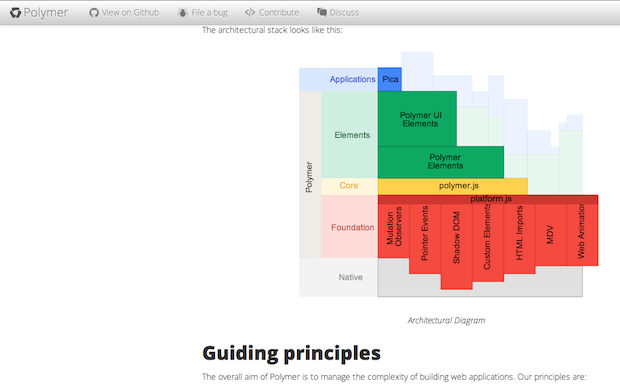 Polymer
View on Github
File a bug
Contribute
Discuss
The architectural stack looks like this:
Applications
Pica
Polymer
Elements
Polymer UI
Elements
Polymer
Elements
Core
polymer.js
platform.js
Foundation
Mutation
Observers
Pointer Events
Shadow DOM
Custom Elements
HTML Imports
MDV
Web Animation
Native
Architectural Diagram
Guiding principles
The overall aim of Polymer is to manage the complexity of building web applications. Our principles are: